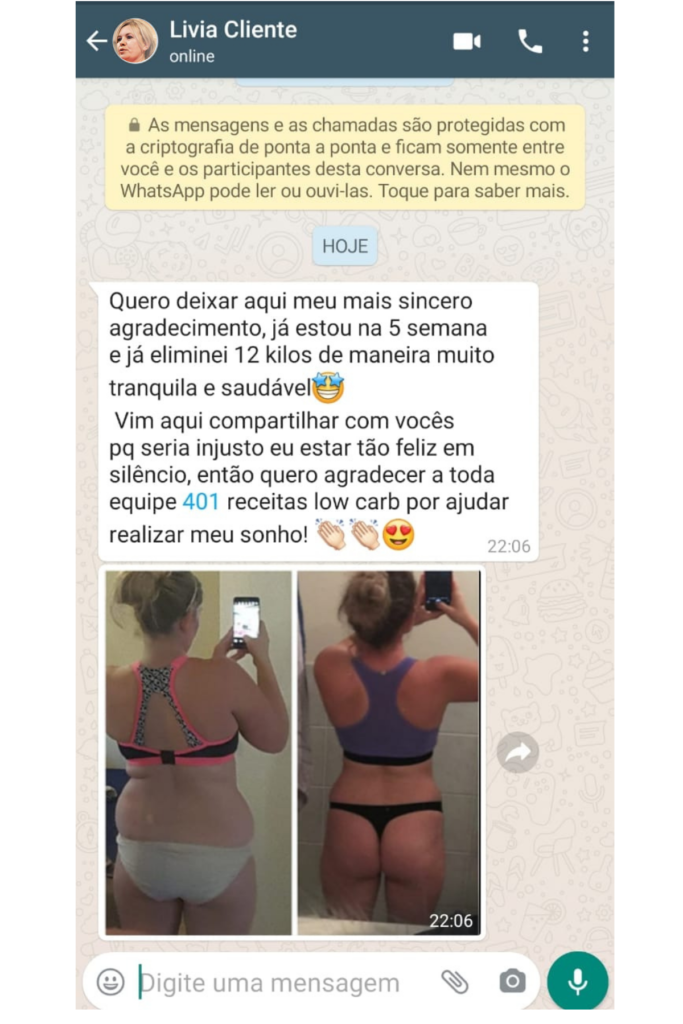 Livia Cliente
online
As mensagens e as chamadas são protegidas com
a criptografia de ponta a ponta e ficam somente entre
você e os participantes desta conversa. Nem mesmo o
WhatsApp pode ler ou ouvi-las. Toque para saber mais.
HOJE
Quero deixar aqui meu mais sincero
agradecimento, já estou na 5 semana
e já eliminei 12 kilos de maneira muito
tranquila e saudável🤩
Vim aqui compartilhar com vocês
pq seria injusto eu estar tão feliz em
silêncio, então quero agradecer a toda
equipe 401 receitas low carb por ajudar
realizar meu sonho! 👏🏻👏🏻😍
22:06
22:06
Digite uma mensagem